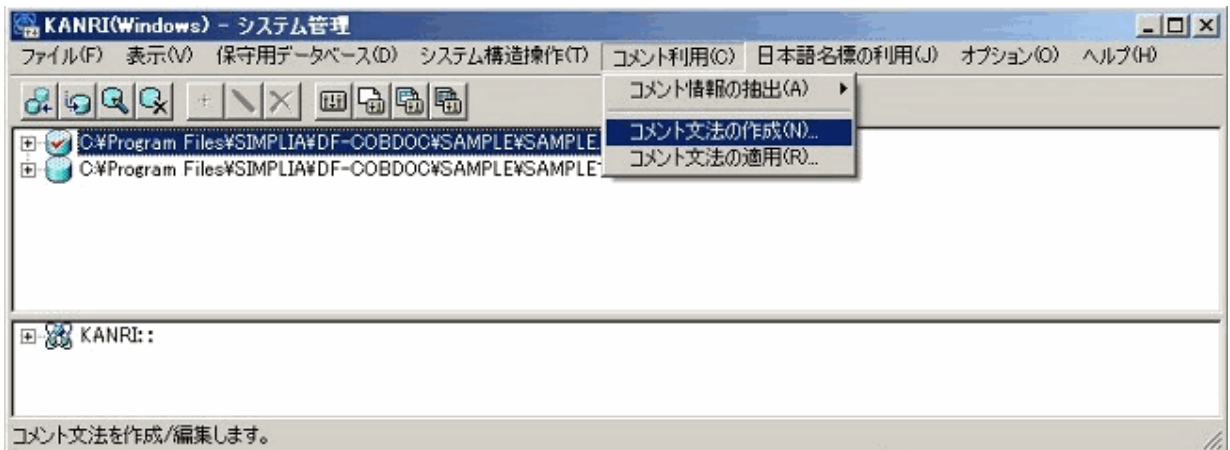 KANRI(Windows) - システム管理
ファイル(F) 表示(V) 保守用データベース(D) システム構造操作(T) コメント利用(C) 日本語名標の利用(J) オプション(O) ヘルプ(H)
コメント情報の抽出(A)
コメント文法の作成(N)...
コメント文法の適用(R)...
C:¥Program Files¥SIMPLIA¥DF-COBDOC¥SAMPLE¥SAMPLE
C:¥Program Files¥SIMPLIA¥DF-COBDOC¥SAMPLE¥SAMPLE
KANRI::
コメント文法を作成/編集します。